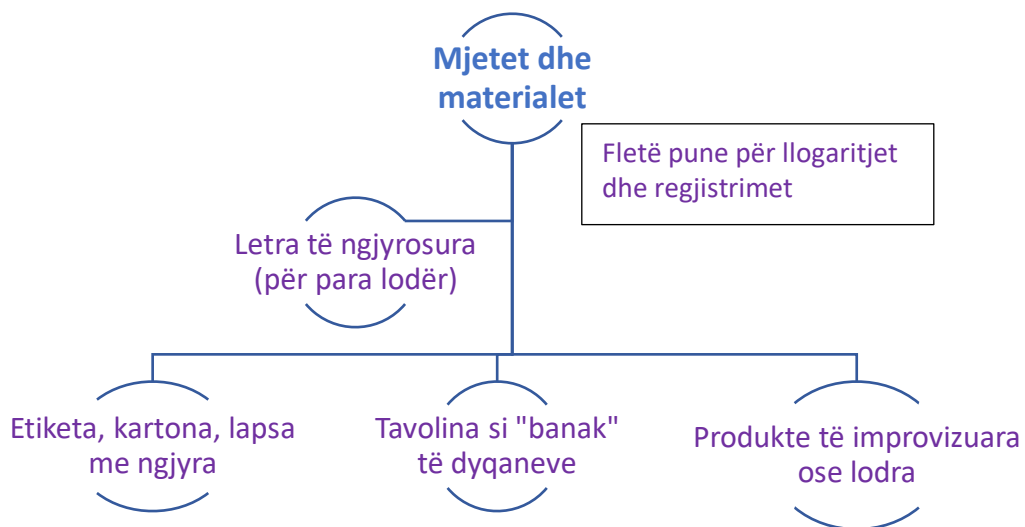 Mjetet dhe
materialet
Fletë pune për llogaritjet
dhe regjistrimet
Letra të ngjyrosura
(për para lodër)
Etiketa, kartona, lapsa
me ngjyra
Tavolina si "banak"
të dyqaneve
Produkte të improvizuara
ose lodra